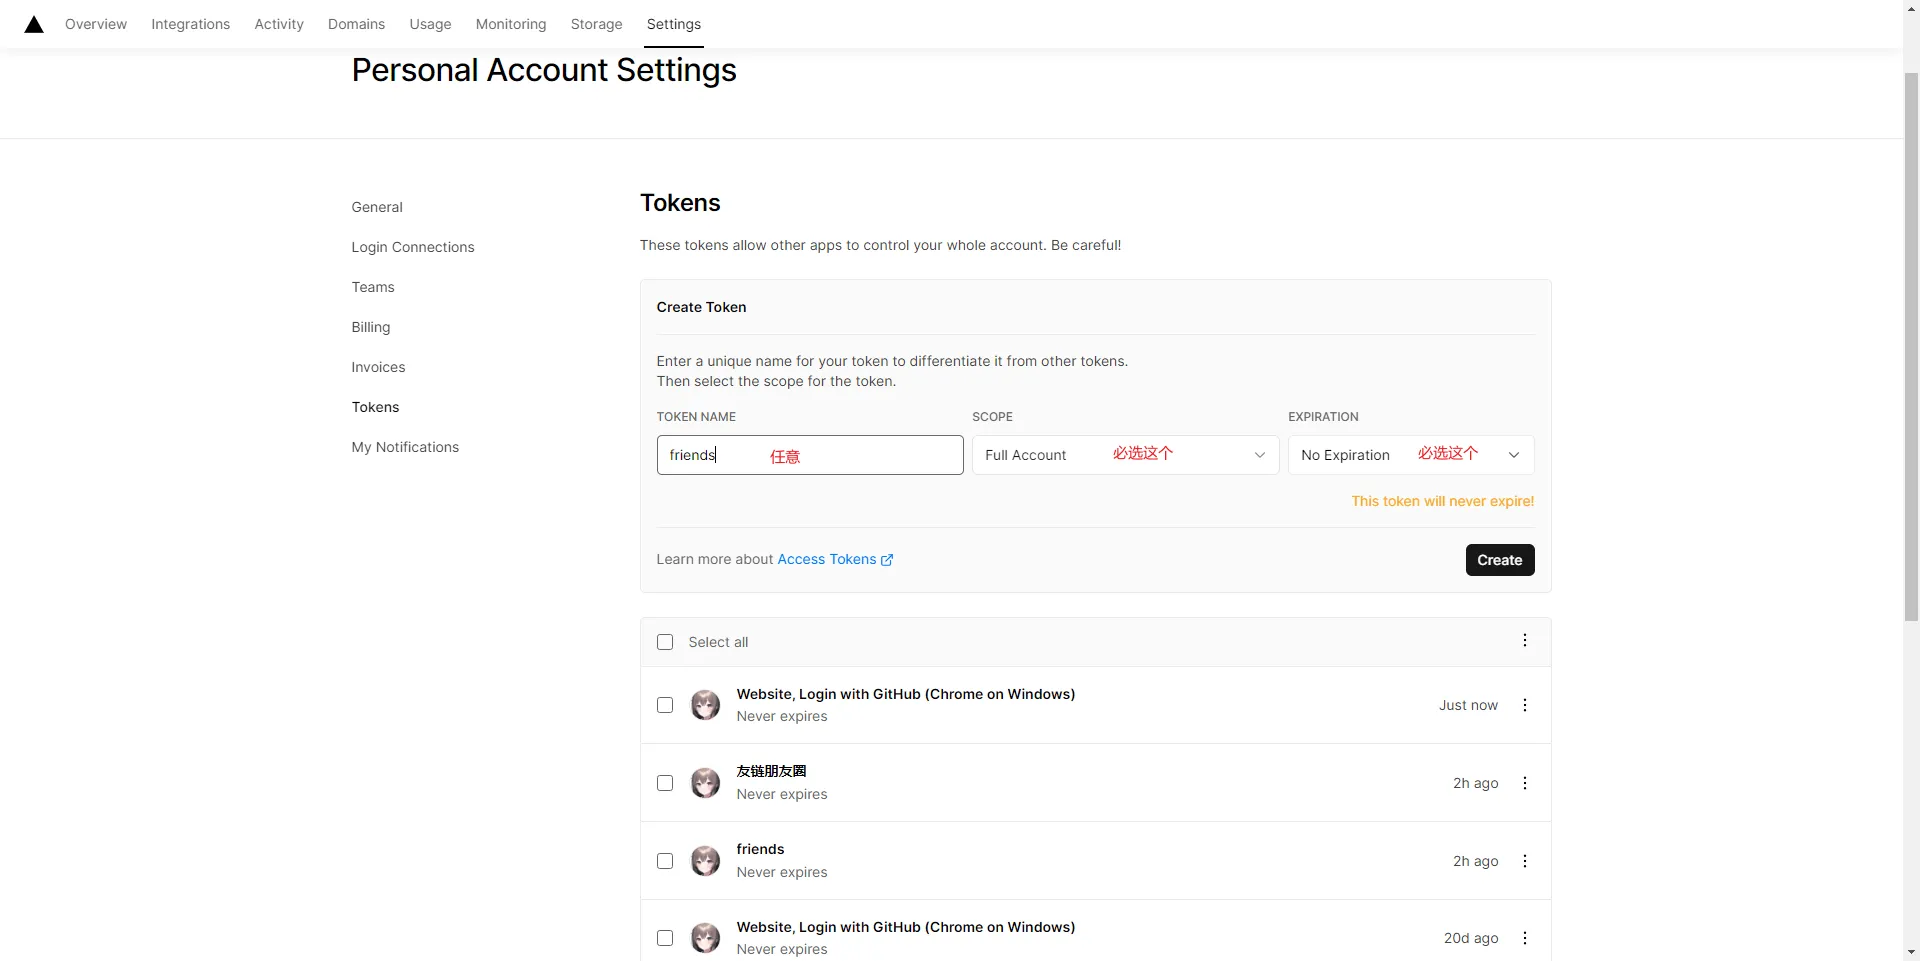 Overview Integrations Activity Domains Usage Monitoring Storage Settings
Personal Account Settings
General
Login Connections
Teams
Billing
Invoices
Tokens
My Notifications
Tokens
These tokens allow other apps to control your whole account. Be careful!
Create Token
Enter a unique name for your token to differentiate it from other tokens.
Then select the scope for the token.
TOKEN NAME SCOPE EXPIRATION
friends 任意 Full Account 必选这个 No Expiration 必选这个
This token will never expire!
Learn more about Access Tokens Create
Select all
Website, Login with GitHub (Chrome on Windows)
Never expires
Just now
友链朋友圈
Never expires
2h ago
friends
Never expires
2h ago
Website, Login with GitHub (Chrome on Windows)
Never expires
20d ago